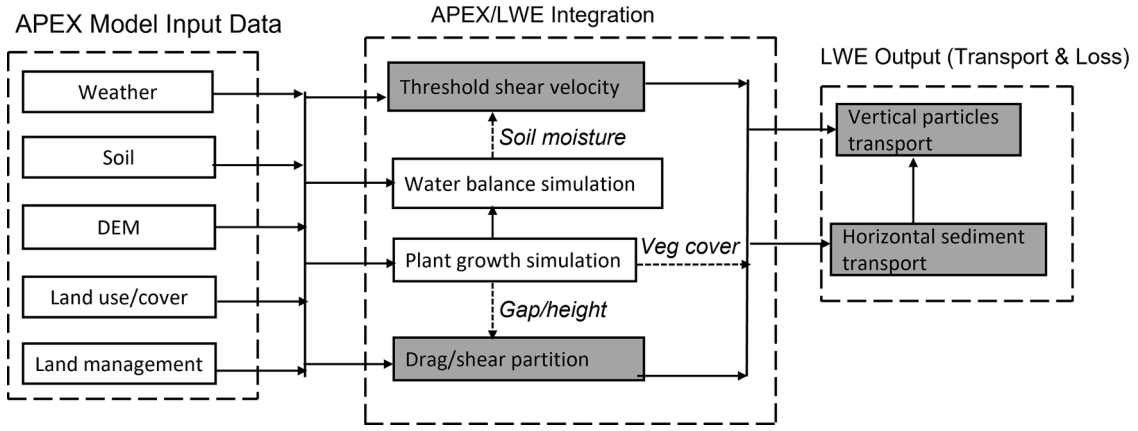 APEX Model Input Data
Weather
Soil
DEM
Land use/cover
Land management
APEX/LWE Integration
Threshold shear velocity
Soil moisture
Water balance simulation
Plant growth simulation
Veg cover
Gap/height
Drag/shear partition
LWE Output (Transport & Loss)
Vertical particles
transport
Horizontal sediment
transport